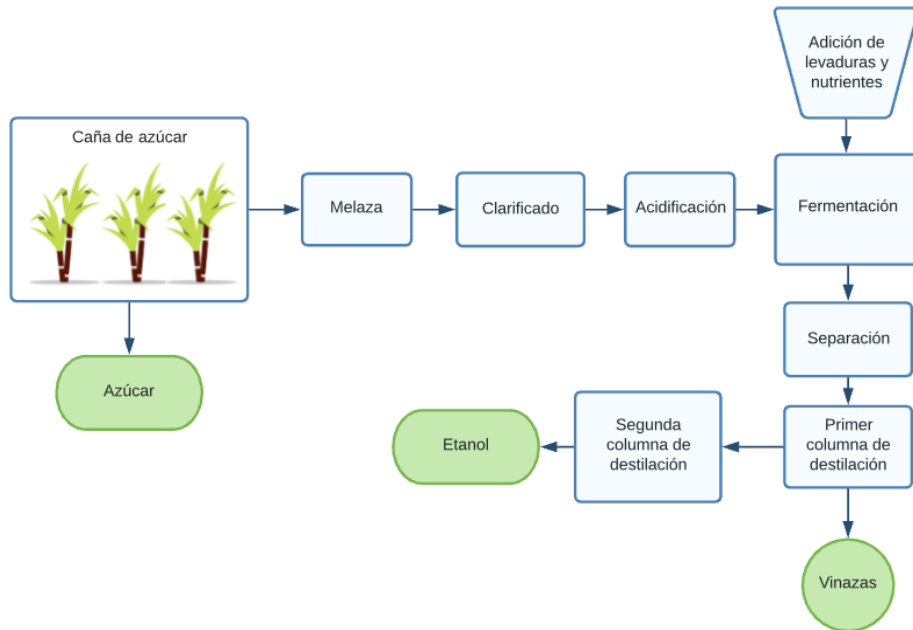 Adición de
levaduras y
nutrientes
Caña de azúcar
Melaza
Clarificado
Acidificación
Fermentación
Separación
Azúcar
Etanol
Segunda
columna de
destilación
Primer
columna de
destilación
Vinazas